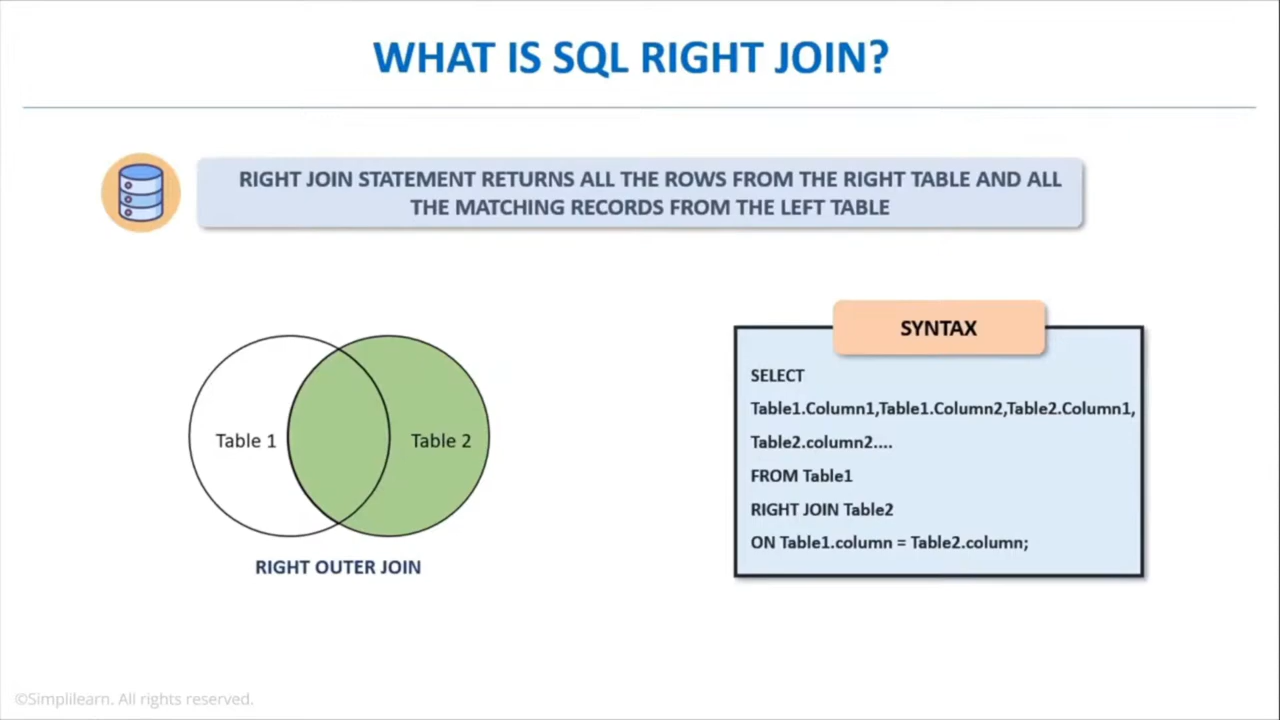 WHAT IS SQL RIGHT JOIN?
RIGHT JOIN STATEMENT RETURNS ALL THE ROWS FROM THE RIGHT TABLE AND ALL
THE MATCHING RECORDS FROM THE LEFT TABLE
Table 1
Table 2
RIGHT OUTER JOIN
SYNTAX
SELECT
Table1.Column1,Table1.Column2,Table2.Column1,
Table2.column2....
FROM Table1
RIGHT JOIN Table2
ON Table1.column = Table2.column;
©Simplilearn. All rights reserved.